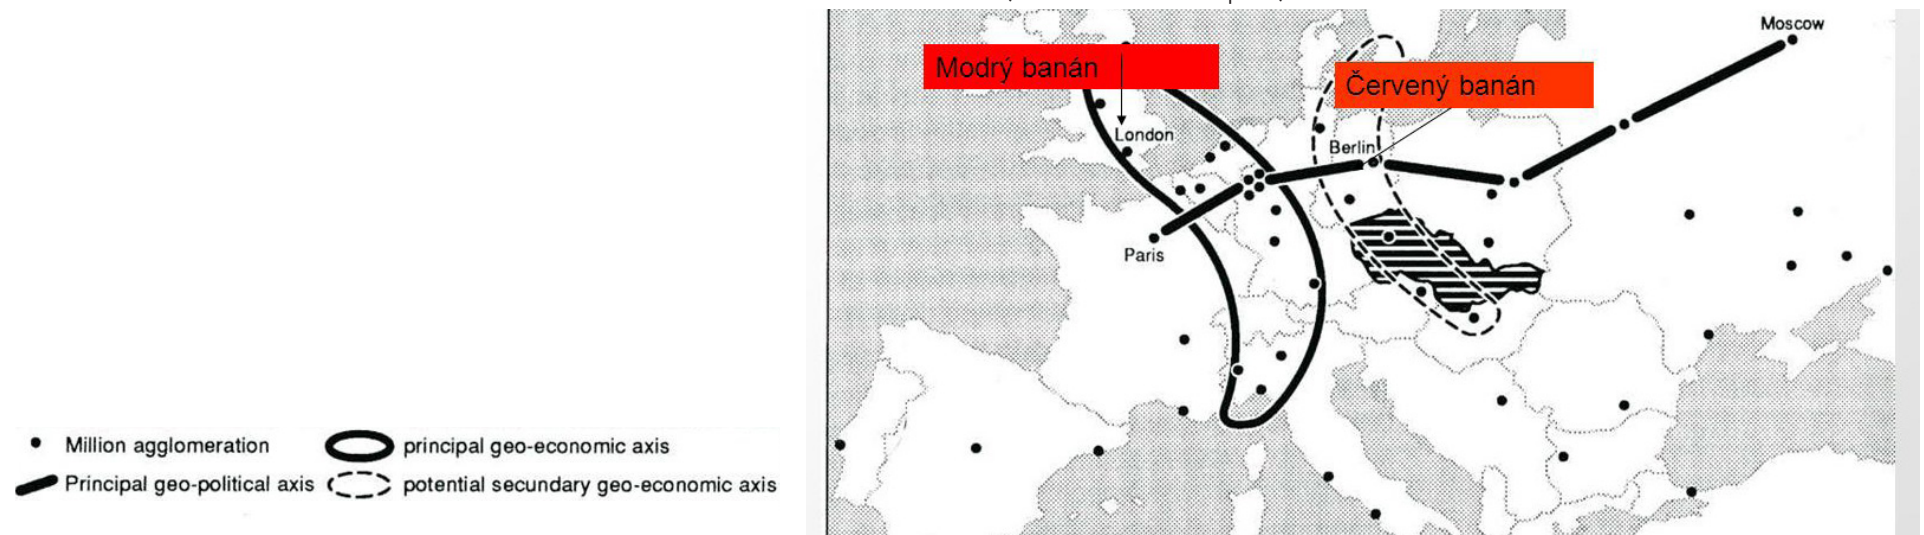 Moscow
Modrý banán
Červený banán
London
Berlin
Paris
Million agglomeration
principal geo-economic axis
Principal geo-political axis
potential secundary geo-economic axis